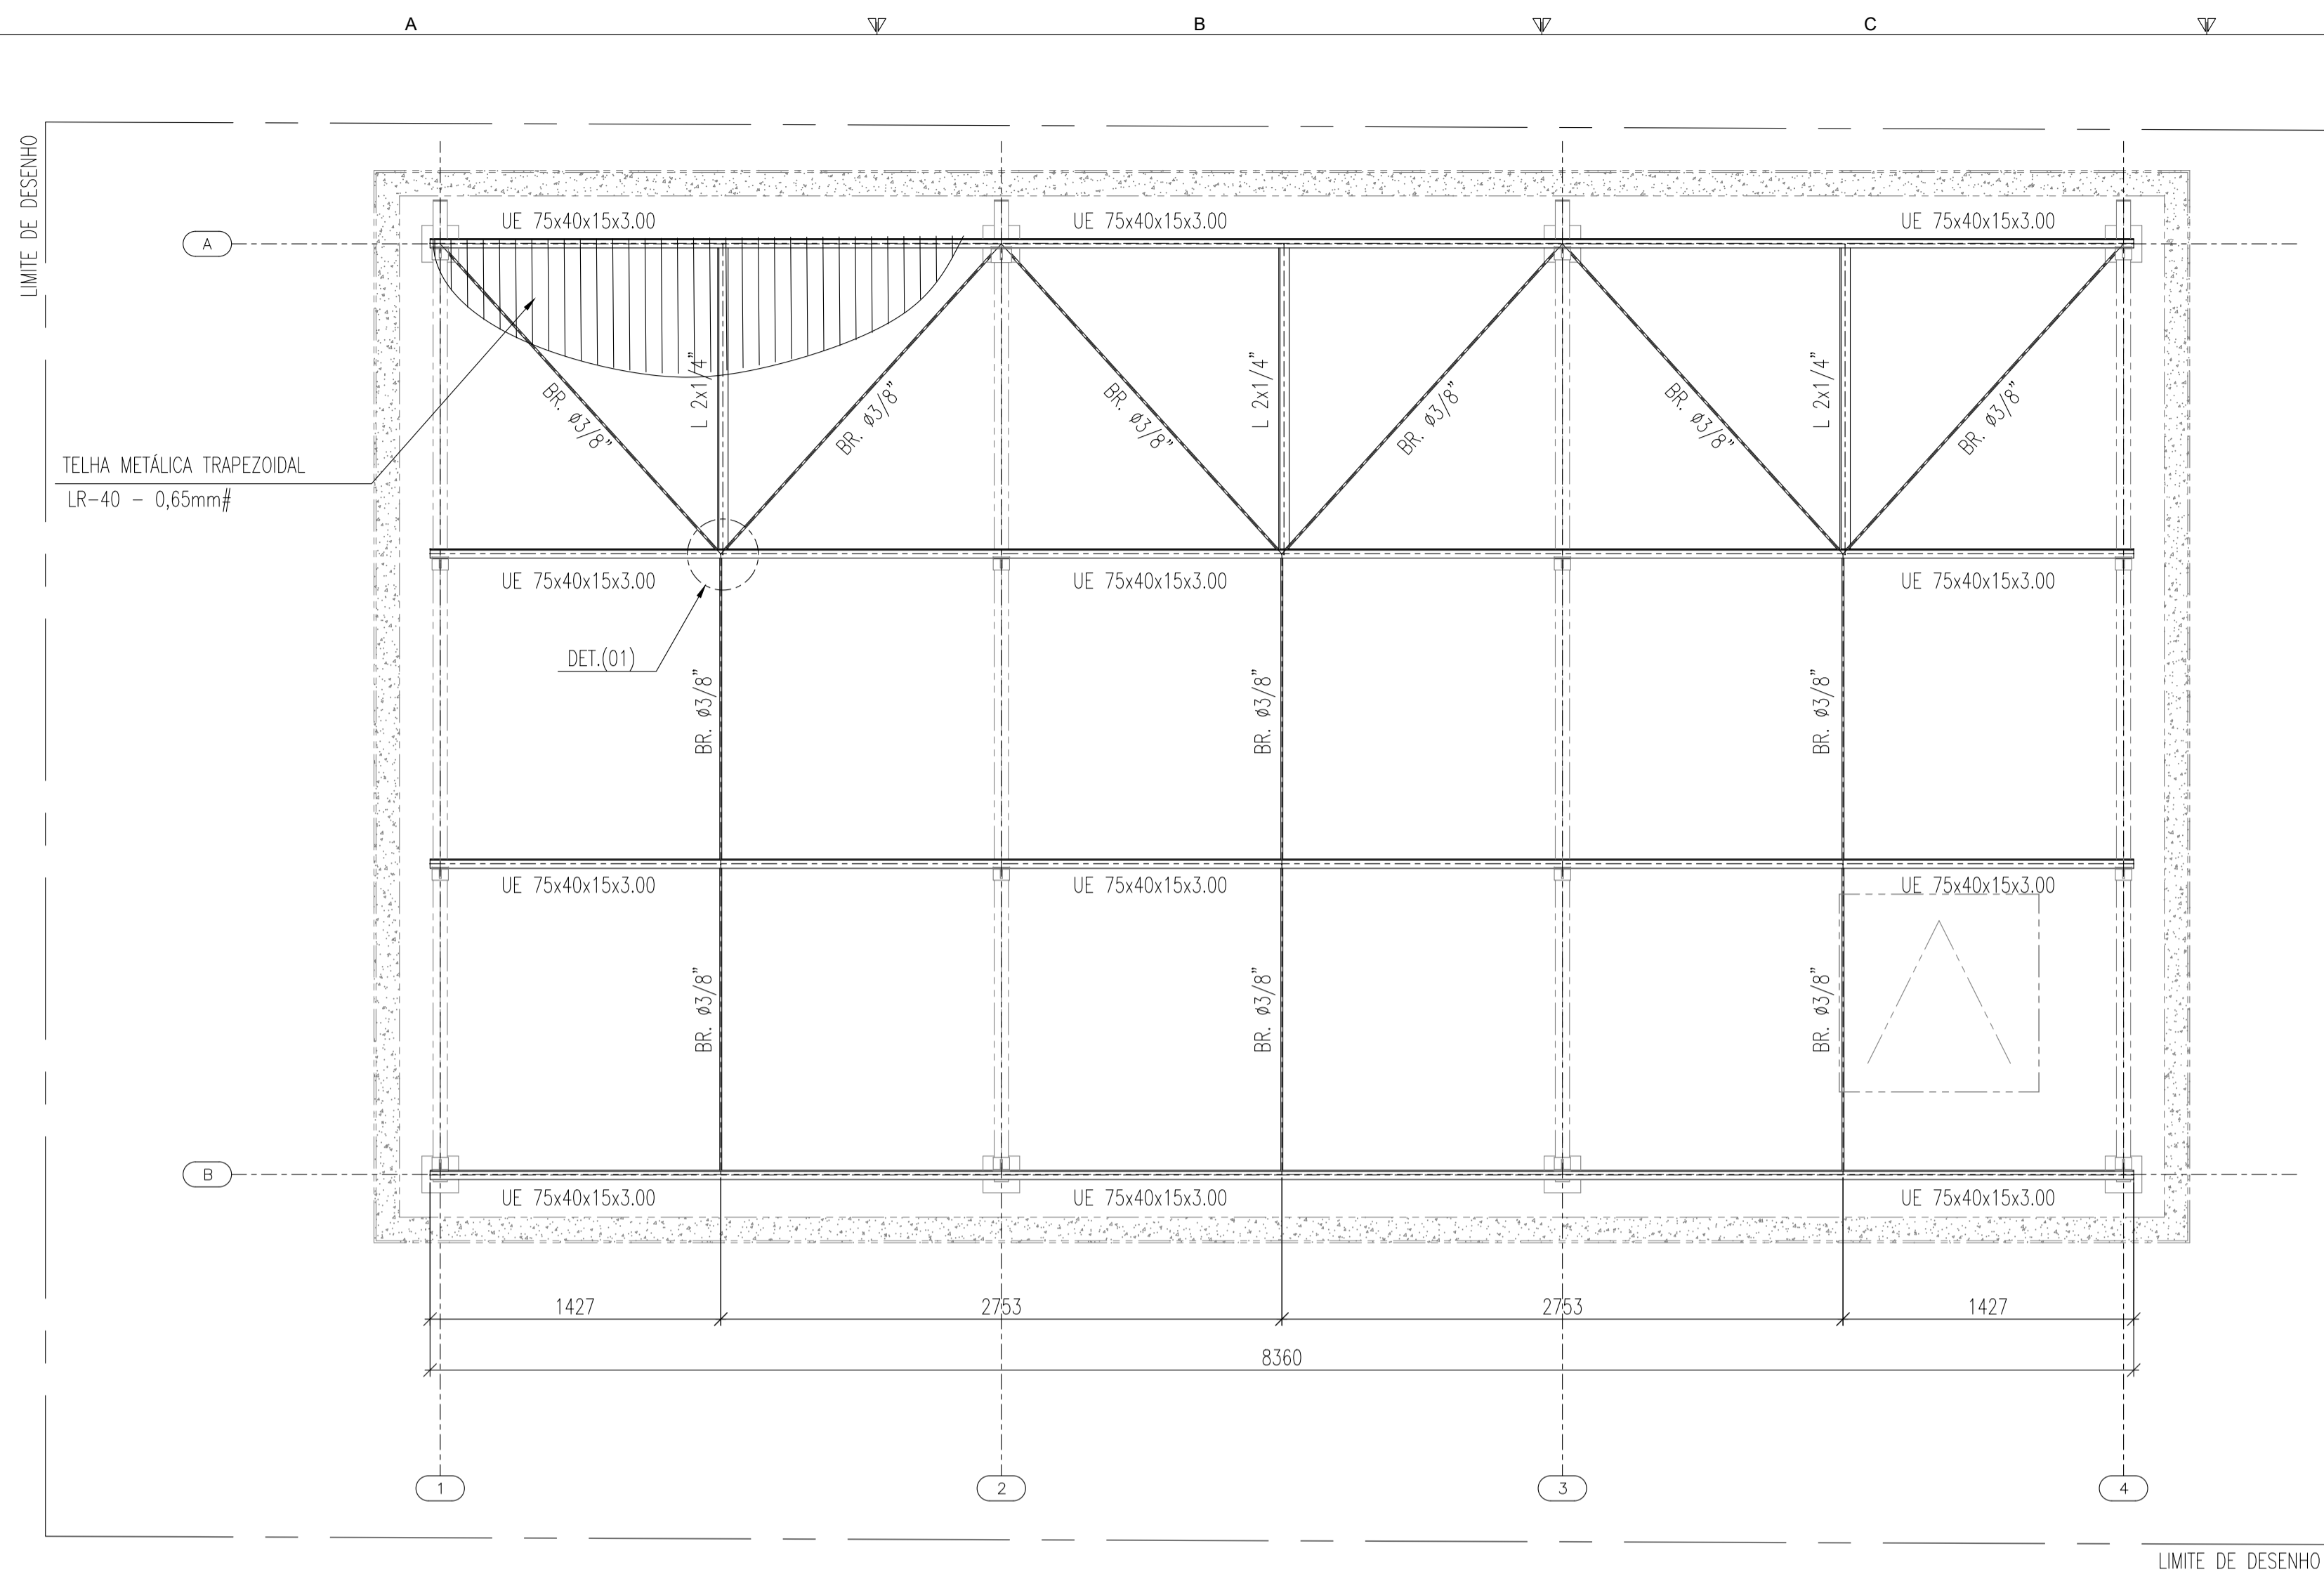 A B C
LIMITE DE DESENHO
UE 75x40x15x3.00 UE 75x40x15x3.00 UE 75x40x15x3.00
A
L 2x1/4" L 2x1/4" L 2x1/4"
BR. ø3/8" BR. ø3/8" BR. ø3/8" BR. ø3/8" BR. ø3/8" BR. ø3/8"
TELHA METÁLICA TRAPEZOIDAL
LR-40 - 0,65mm#
UE 75x40x15x3.00 UE 75x40x15x3.00 UE 75x40x15x3.00
DET.(01)
BR. ø3/8" BR. ø3/8" BR. ø3/8"
UE 75x40x15x3.00 UE 75x40x15x3.00 UE 75x40x15x3.00
BR. ø3/8" BR. ø3/8" BR. ø3/8"
B
UE 75x40x15x3.00 UE 75x40x15x3.00 UE 75x40x15x3.00
1427 2753 2753 1427
8360
1 2 3 4
LIMITE DE DESENHO